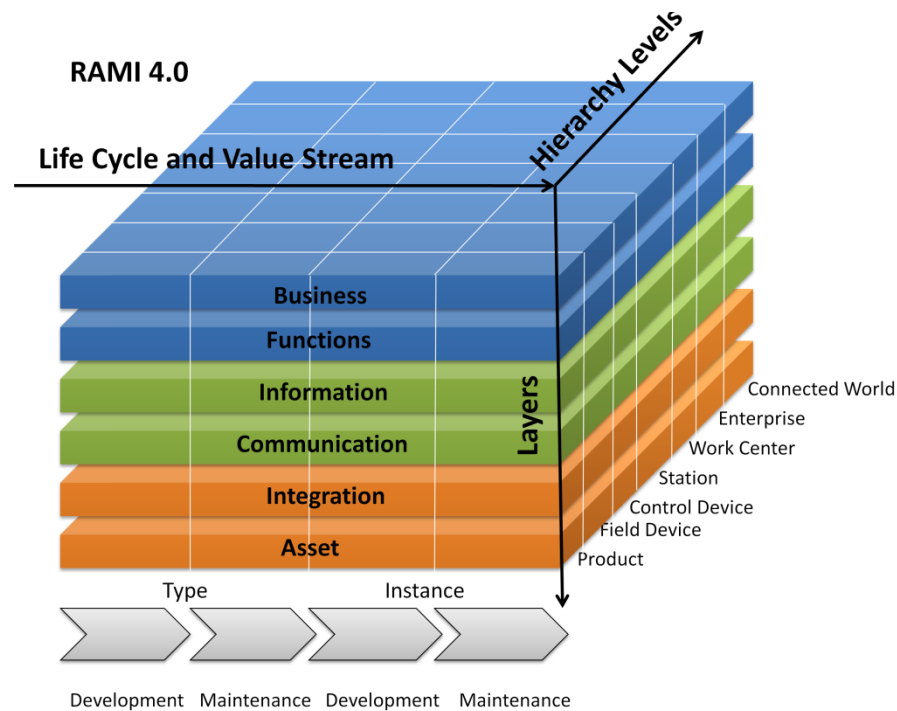 RAMI 4.0
Hierarchy Levels
Life Cycle and Value Stream
Business
Functions
Information
Communication
Integration
Asset
Layers
Connected World
Enterprise
Work Center
Station
Control Device
Field Device
Product
Type Instance
Development Maintenance Development Maintenance